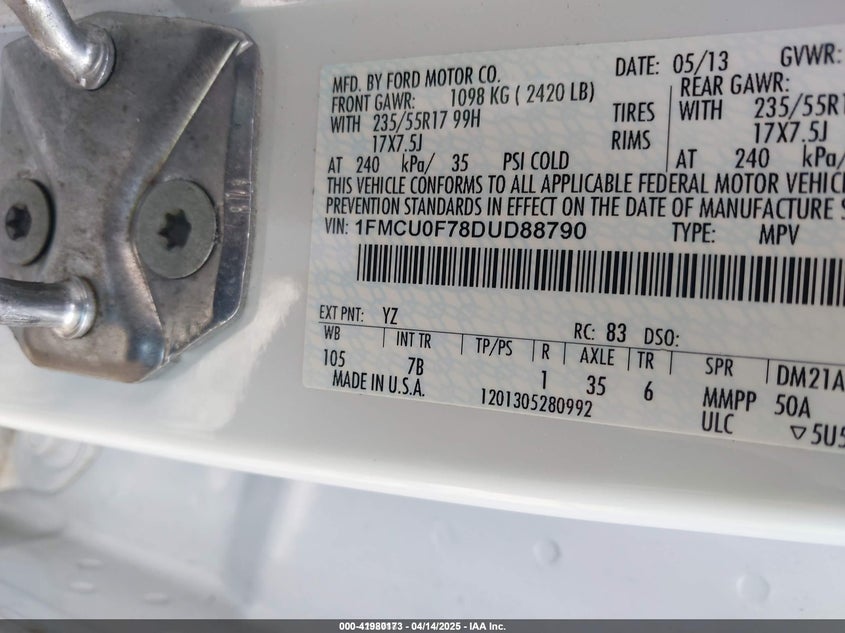 MFD. BY FORD MOTOR CO. DATE: 05/13 GVWR:
FRONT GAWR: 1098 KG ( 2420 LB) REAR GAWR:
WITH 235/55R17 99H TIRES WITH 235/55R1
17X7.5J RIMS 17X7.5J
AT 240 kPa/ 35 PSI COLD AT 240 kPa/
THIS VEHICLE CONFORMS TO ALL APPLICABLE FEDERAL MOTOR VEHIC
PREVENTION STANDARDS IN EFFECT ON THE DATE OF MANUFACTURE S
VIN: 1FMCU0F78DUD88790 TYPE: MPV
EXT PNT: YZ RC: 83 DSO:
WB INT TR TP/PS R AXLE TR SPR DM21A
105 7B 1 35 6 MMPP 50A
MADE IN U.S.A. 1201305280992 ULC ▽5U5
000-41980173 - 04/14/2025 - IAA Inc.